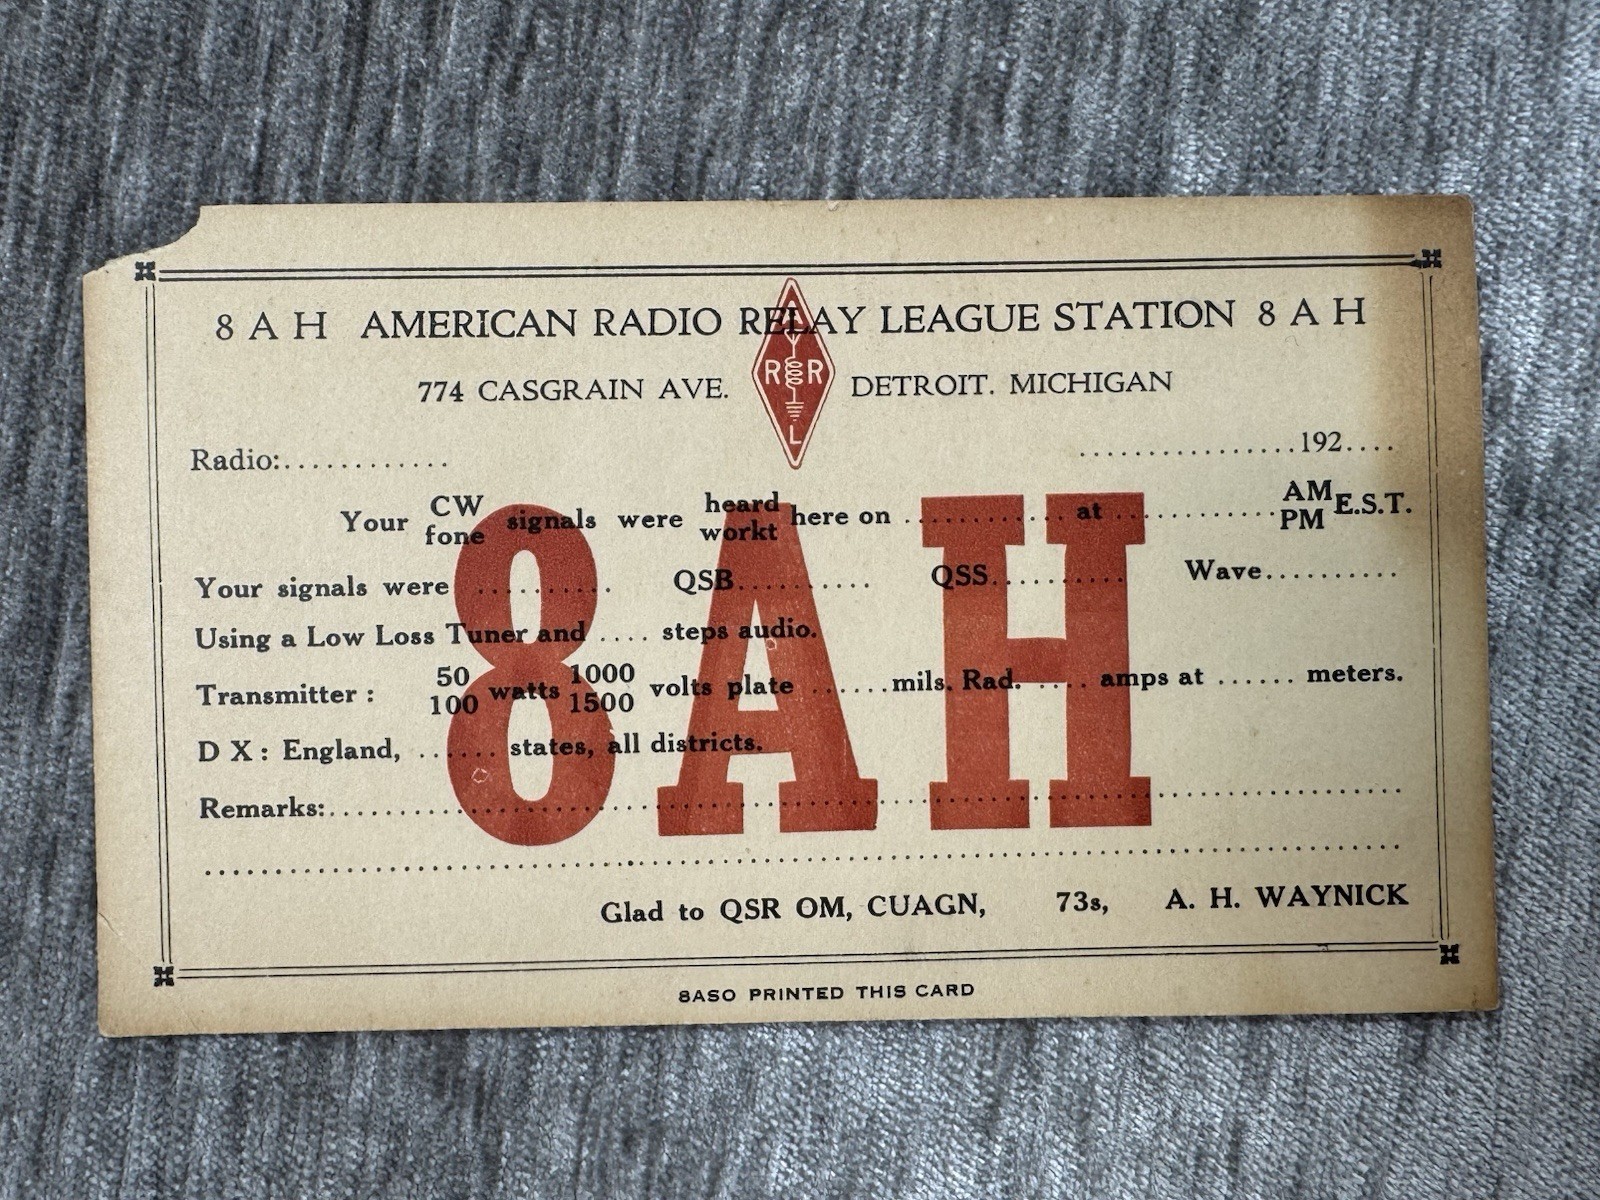 8 A H AMERICAN RADIO RELAY LEAGUE STATION 8 A H
A
R R
L
774 CASGRAIN AVE. DETROIT. MICHIGAN
Radio:............ ................192....
Your CW fone signals were heard workt here on ............ at ............ AM PM E.S.T.
8AH
Your signals were .......... QSB.......... QSS.......... Wave..........
Using a Low Loss Tuner and .... steps audio.
Transmitter : 50 100 watts 1000 1500 volts plate ......mils. Rad. .... amps at ...... meters.
D X : England, ...... states, all districts.
Remarks:..........................................................................
..........................................................................
Glad to QSR OM, CUAGN, 73s, A. H. WAYNICK
8ASO PRINTED THIS CARD